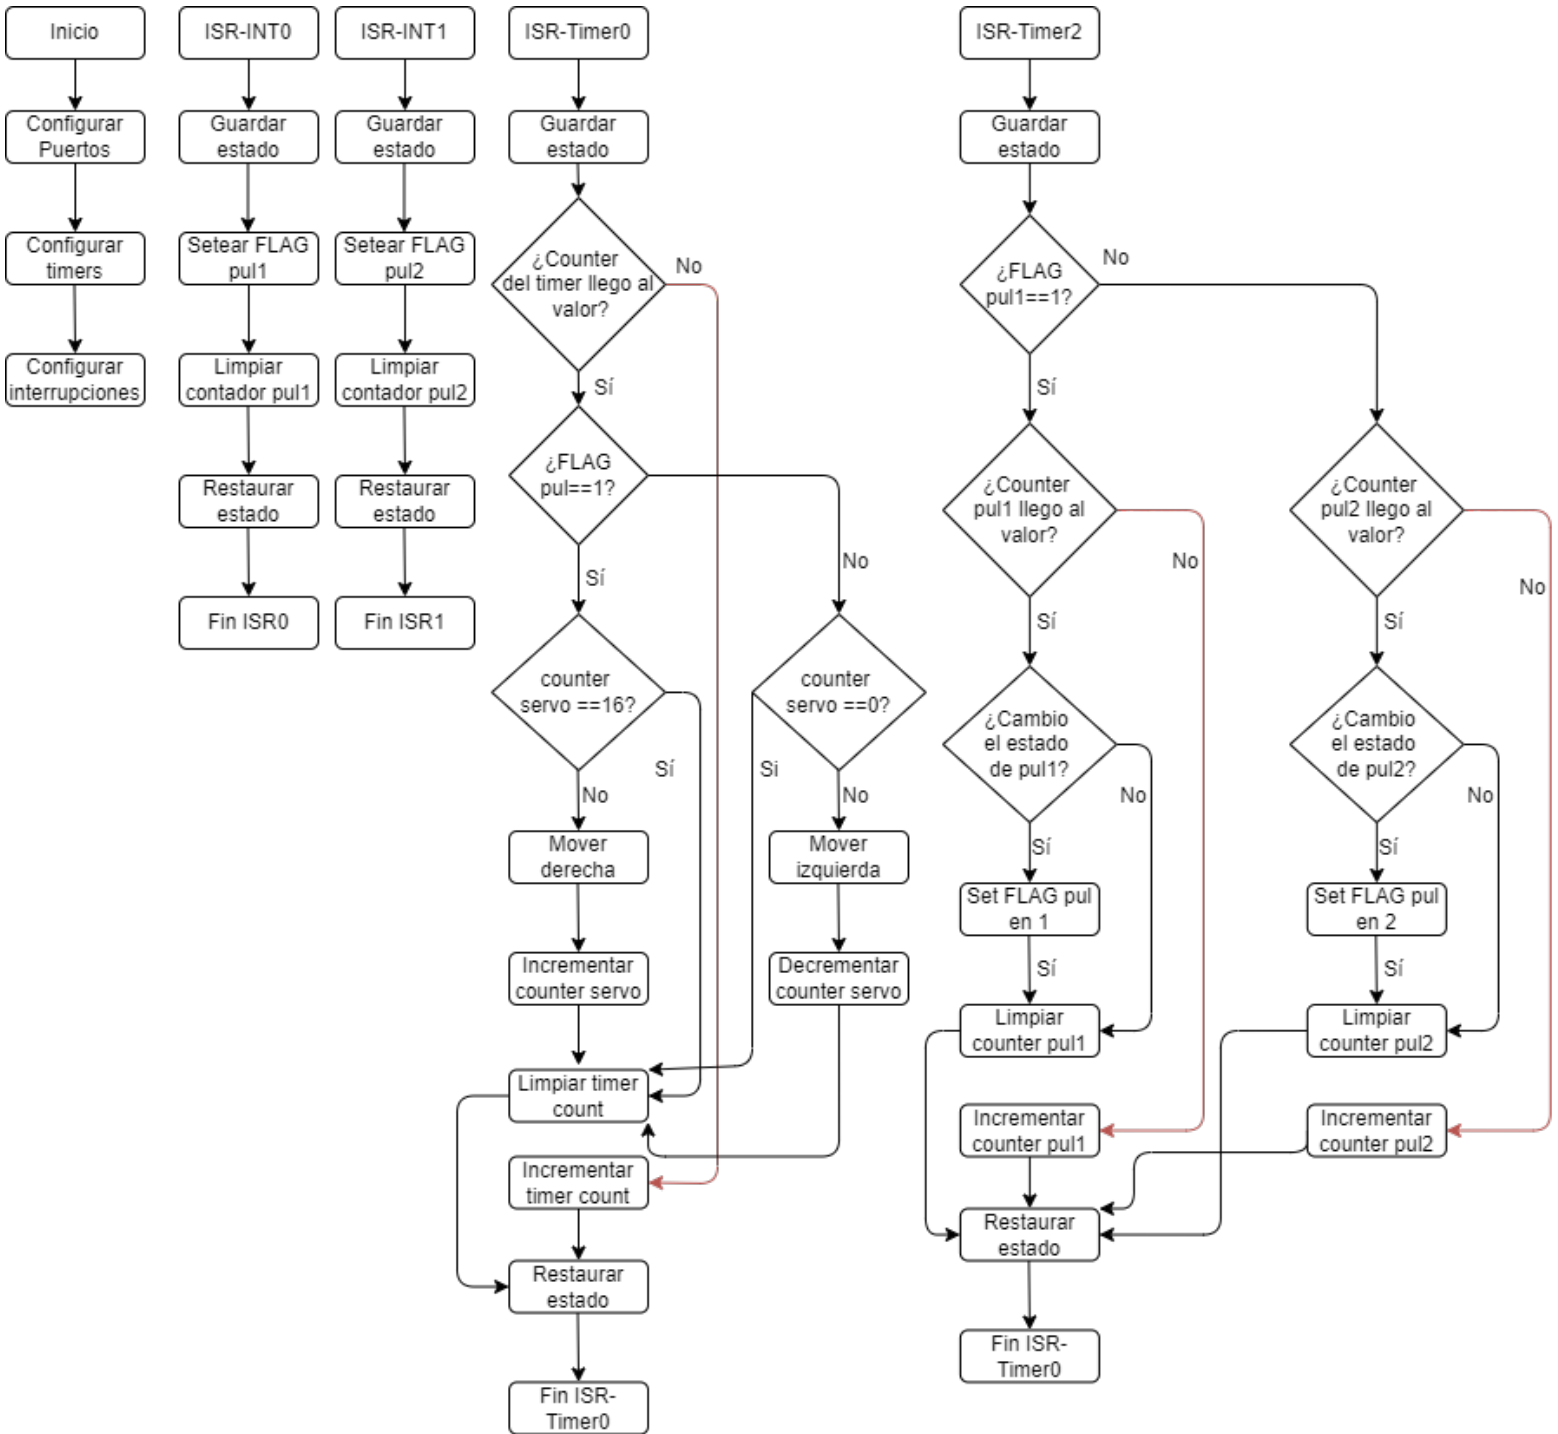 Inicio
Configurar
Puertos
Configurar
timers
Configurar
interrupciones
ISR-INT0
Guardar
estado
Setear FLAG
pul1
Limpiar
contador pul1
Restaurar
estado
Fin ISR0
ISR-INT1
Guardar
estado
Setear FLAG
pul2
Limpiar
contador pul2
Restaurar
estado
Fin ISR1
ISR-Timer0
Guardar
estado
¿Counter
del timer llego al
valor?
No
Sí
¿FLAG
pul==1?
No
Sí
counter
servo ==16?
Sí
No
counter
servo ==0?
Si
No
Mover
derecha
Mover
izquierda
Incrementar
counter servo
Decrementar
counter servo
Limpiar timer
count
Incrementar
timer count
Restaurar
estado
Fin ISR-
Timer0
ISR-Timer2
Guardar
estado
¿FLAG
pul1==1?
No
Sí
¿Counter
pul1 llego al
valor?
No
Sí
¿Cambio
el estado
de pul1?
No
Sí
Set FLAG pul
en 1
Sí
Limpiar
counter pul1
Incrementar
counter pul1
¿Counter
pul2 llego al
valor?
No
Sí
¿Cambio
el estado
de pul2?
No
Sí
Set FLAG pul
en 2
Sí
Limpiar
counter pul2
Incrementar
counter pul2
Restaurar
estado
Fin ISR-
Timer0